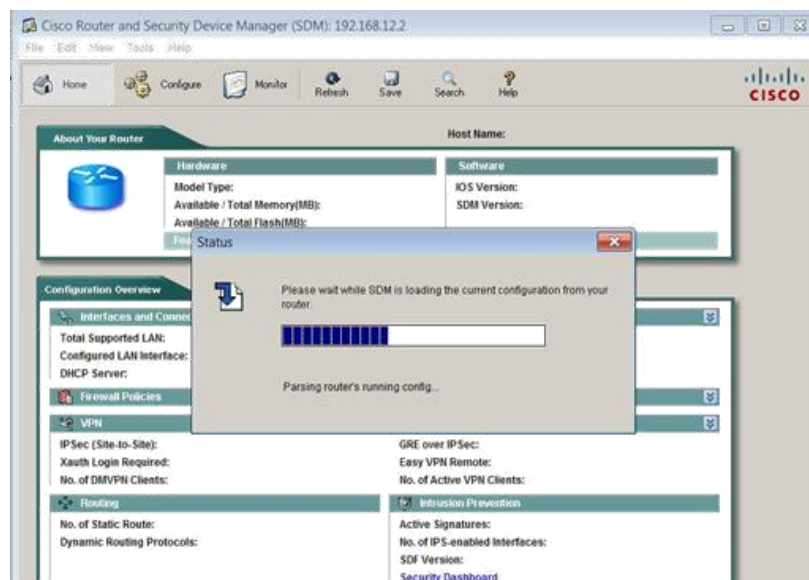 Cisco Router and Security Device Manager (SDM): 192.168.12.2
File Edit View Tools Help
Home Configure Monitor Refresh Save Search Help
CISCO
About Your Router
Host Name:
Hardware
Software
Model Type:
IOS Version:
Available / Total Memory(MB):
SDM Version:
Available / Total Flash(MB):
Status
Please wait while SDM is loading the current configuration from your
router.
Parsing router's running config...
Configuration Overview
Interfaces and
Total Supported LAN:
Configured LAN Interface:
DHCP Server:
Firewall Policies
VPN
IPSec (Site-to-Site):
GRE over IPSec:
Xauth Login Required:
Easy VPN Remote:
No. of DMVPN Clients:
No. of Active VPN Clients:
Routing
Intrusion Prevention
No. of Static Route:
Active Signatures:
Dynamic Routing Protocols:
No. of IPS-enabled Interfaces:
SDF Version:
Security Dashboard